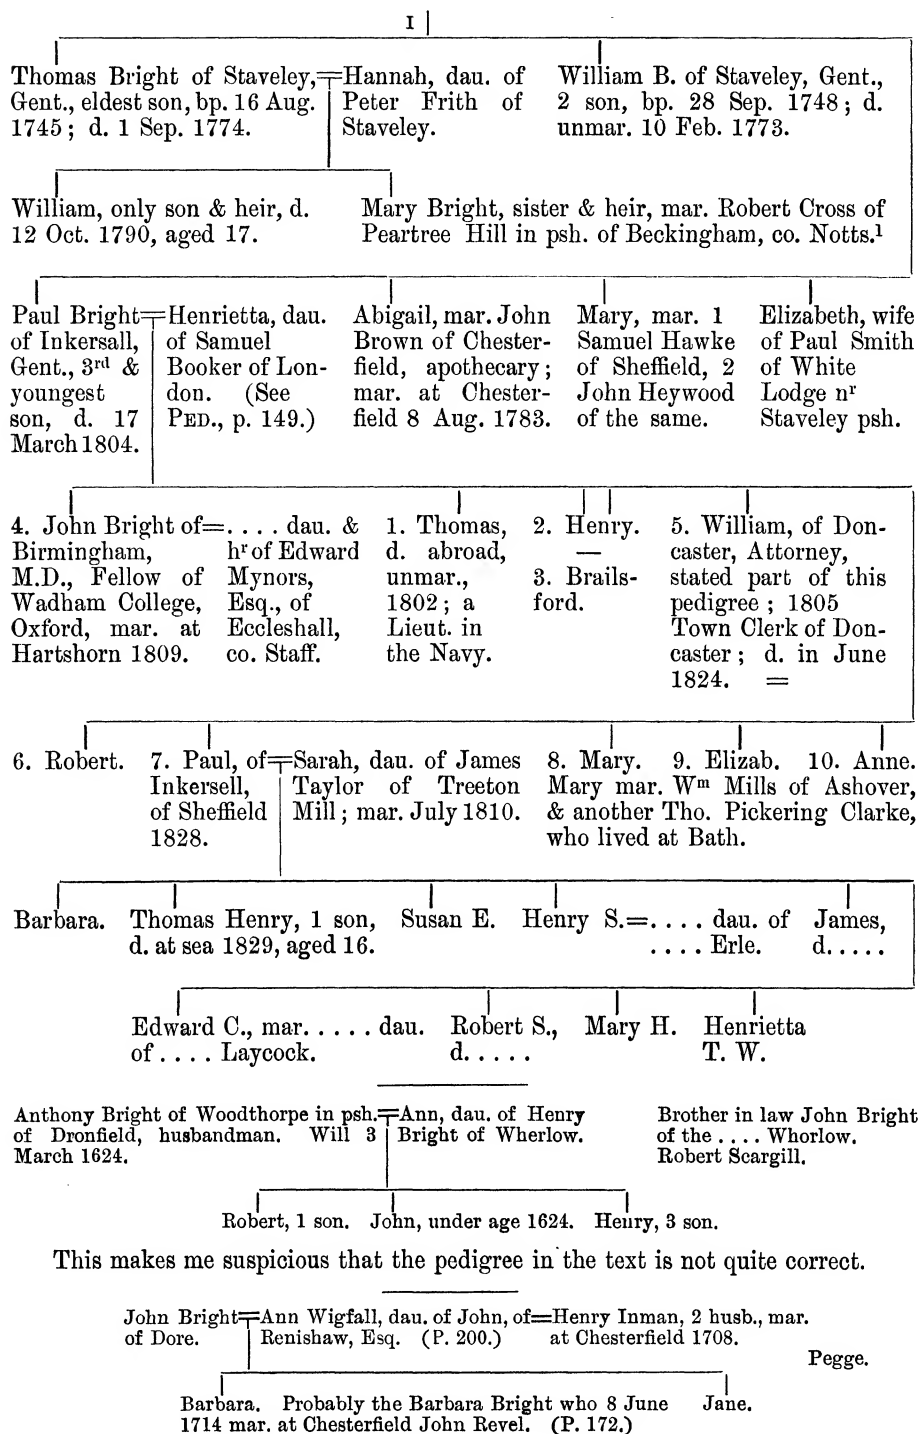 I
Thomas Bright of Staveley,
Gent., eldest son, bp. 16 Aug.
1745; d. 1 Sep. 1774.
Hannah, dau. of
Peter Frith of
Staveley.
William B. of Staveley, Gent.,
2 son, bp. 28 Sep. 1748; d.
unmar. 10 Feb. 1773.
William, only son & heir, d.
12 Oct. 1790, aged 17.
Mary Bright, sister & heir, mar. Robert Cross of
Peartree Hill in psh. of Beckingham, co. Notts.¹
Paul Bright
of Inkersall,
Gent., 3rd &
youngest
son, d. 17
March 1804.
Henrietta, dau.
of Samuel
Booker of Lon-
don. (See
PED., p. 149.)
Abigail, mar. John
Brown of Chester-
field, apothecary;
mar. at Chester-
field 8 Aug. 1783.
Mary, mar. 1
Samuel Hawke
of Sheffield, 2
John Heywood
of the same.
Elizabeth, wife
of Paul Smith
of White
Lodge nr
Staveley psh.
4. John Bright of=
Birmingham,
M.D., Fellow of
Wadham College,
Oxford, mar. at
Hartshorn 1809.
.... dau. &
hr of Edward
Mynors,
Esq., of
Eccleshall,
co. Staff.
1. Thomas,
d. abroad,
unmar.,
1802; a
Lieut. in
the Navy.
2. Henry.
—
3. Brails-
ford.
5. William, of Don-
caster, Attorney,
stated part of this
pedigree; 1805
Town Clerk of Don-
caster; d. in June
1824. =
6. Robert.
7. Paul, of
Inkersell,
of Sheffield
1828.
Sarah, dau. of James
Taylor of Treeton
Mill; mar. July 1810.
8. Mary. 9. Elizab. 10. Anne.
Mary mar. Wm Mills of Ashover,
& another Tho. Pickering Clarke,
who lived at Bath.
Barbara.
Thomas Henry, 1 son,
d. at sea 1829, aged 16.
Susan E.
Henry S.=.... dau. of
.... Erle.
James,
d.....
Edward C., mar..... dau.
of .... Laycock.
Robert S.,
d.....
Mary H.
Henrietta
T. W.
Anthony Bright of Woodthorpe in psh.
of Dronfield, husbandman. Will 3
March 1624.
Ann, dau. of Henry
Bright of Wherlow.
Brother in law John Bright
of the .... Whorlow.
Robert Scargill.
Robert, 1 son. John, under age 1624. Henry, 3 son.
This makes me suspicious that the pedigree in the text is not quite correct.
John Bright
of Dore.
Ann Wigfall, dau. of John, of=
Renishaw, Esq. (P. 200.)
Henry Inman, 2 husb., mar.
at Chesterfield 1708.
Pegge.
Barbara. Probably the Barbara Bright who 8 June
1714 mar. at Chesterfield John Revel. (P. 172.)
Jane.